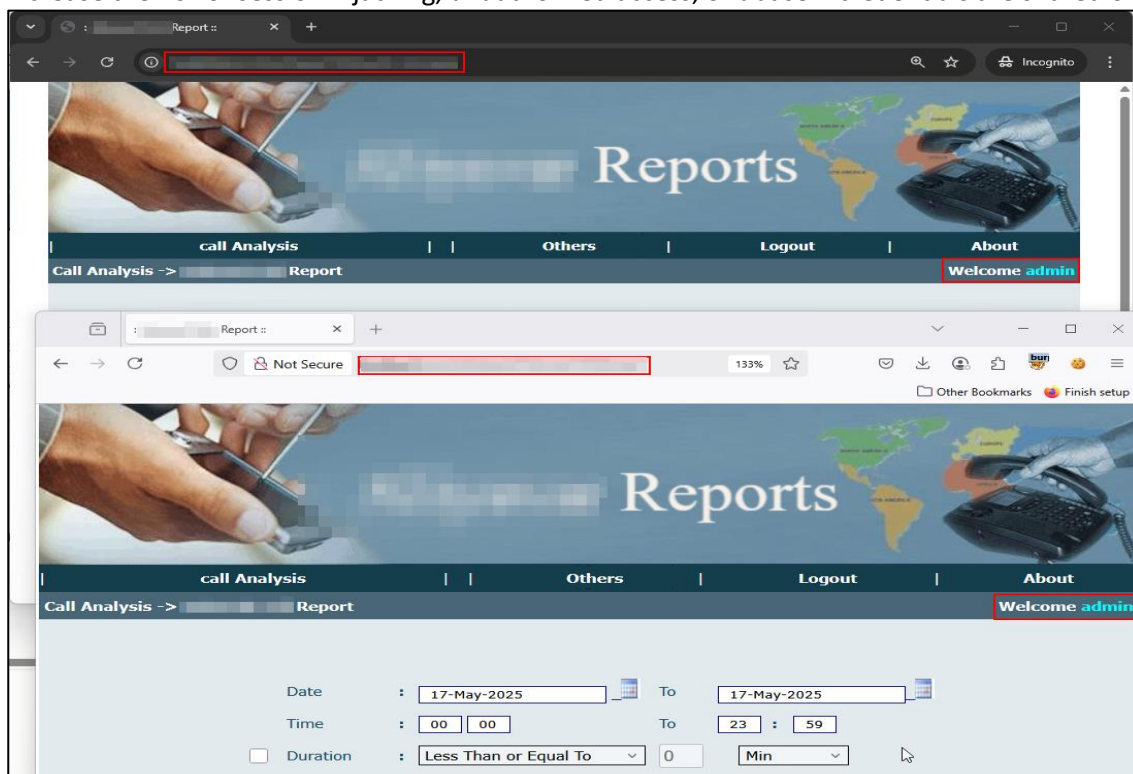 : Report ::
Incognito
Reports
| call Analysis | | Others | Logout | About
Call Analysis -> Report Welcome admin
: Report ::
Not Secure 133%
Other Bookmarks Finish setup
Reports
| call Analysis | | Others | Logout | About
Call Analysis -> Report Welcome admin
Date : 17-May-2025 To 17-May-2025
Time : 00 00 To 23 : 59
Duration : Less Than or Equal To 0 Min